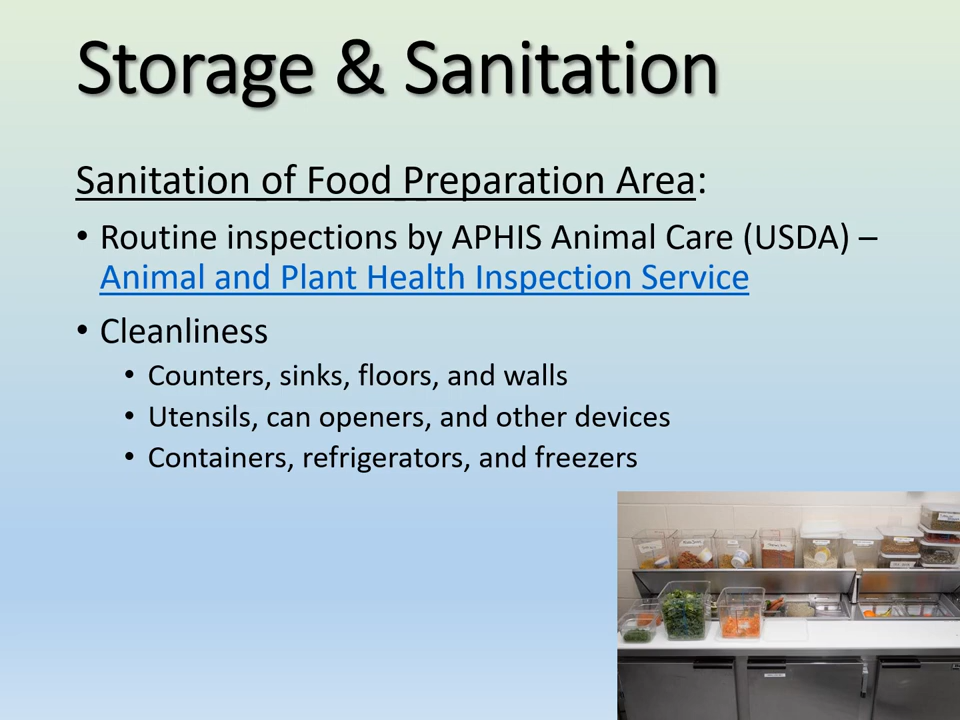 Storage & Sanitation
Sanitation of Food Preparation Area:
• Routine inspections by APHIS Animal Care (USDA) –
Animal and Plant Health Inspection Service
• Cleanliness
• Counters, sinks, floors, and walls
• Utensils, can openers, and other devices
• Containers, refrigerators, and freezers